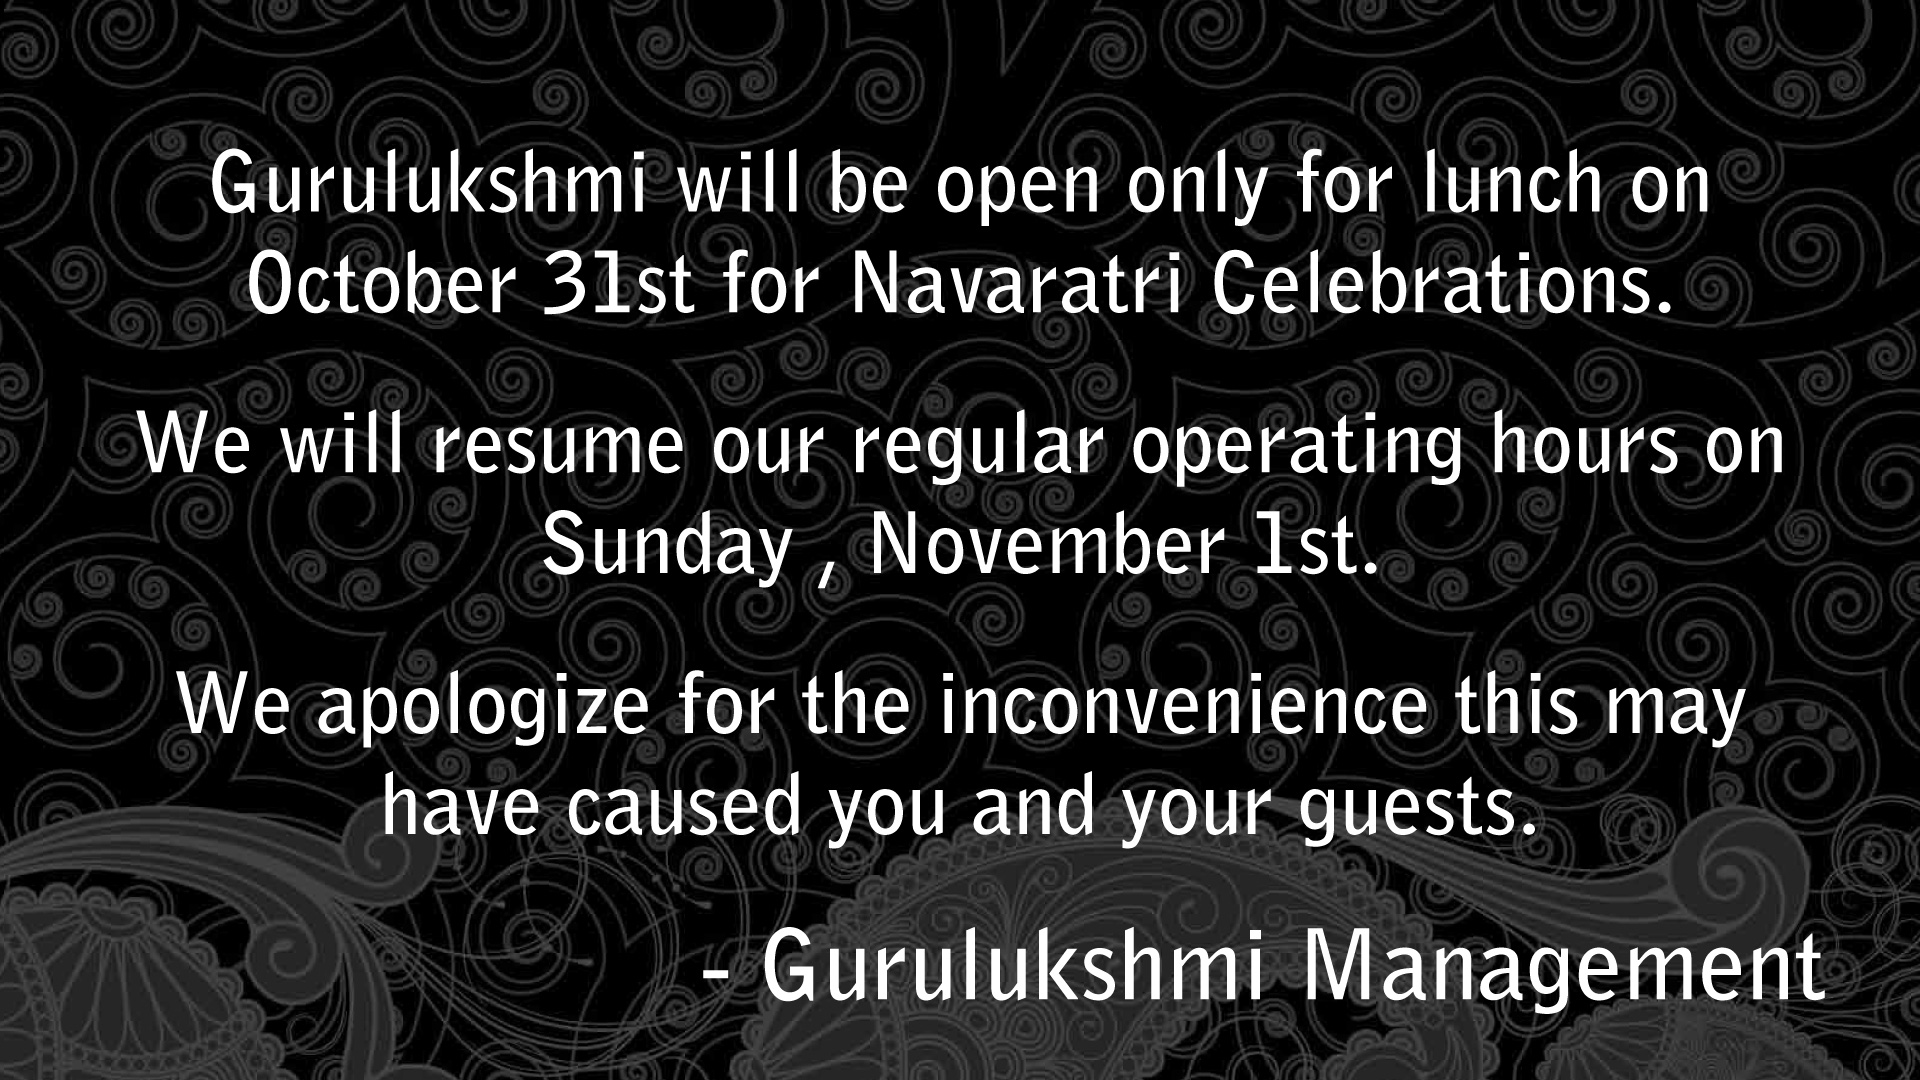 Gurulukshmi will be open only for lunch on
October 31st for Navaratri Celebrations.
We will resume our regular operating hours on
Sunday , November 1st.
We apologize for the inconvenience this may
have caused you and your guests.
- Gurulukshmi Management